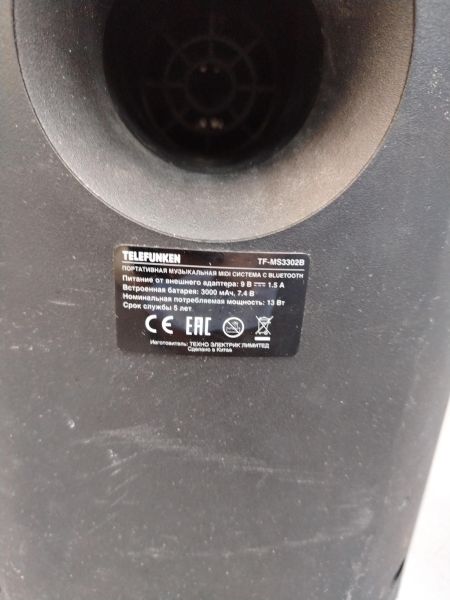 TELEFUNKEN TF-MS3302B
ПОРТАТИВНАЯ МУЗЫКАЛЬНАЯ MIDI СИСТЕМА С BLUETOOTH
Питание от внешнего адаптера: 9 В 1.5 А
Встроенная батарея: 3000 мАч, 7.4 В
Номинальная потребляемая мощность: 13 Вт
Срок службы 5 лет
CE EAC
Изготовитель: ТЕХНО ЭЛЕКТРИК ЛИМИТЕД
Сделано в Китае